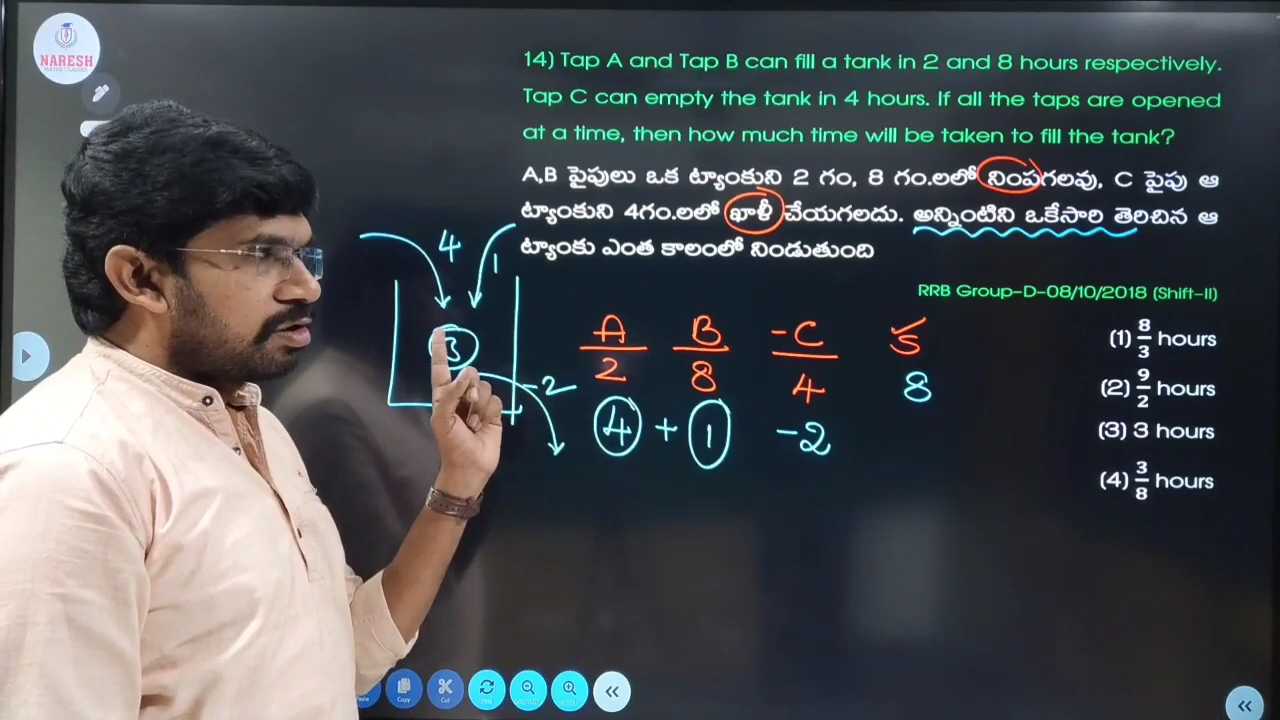 NARESH
14) Tap A and Tap B can fill a tank in 2 and 8 hours respectively.
Tap C can empty the tank in 4 hours. If all the taps are opened
at a time, then how much time will be taken to fill the tank?
A,B పైపులు ఒక ట్యాంకుని 2 గం, 8 గం.లలో నింపగలవు, C పైపు ఆ
ట్యాంకుని 4గం.లలో ఖాళీ చేయగలదు. అన్నింటిని ఒకేసారి తెరిచిన ఆ
ట్యాంకు ఎంత కాలంలో నిండుతుంది
RRB Group-D-08/10/2018 (Shift-II)
4 1
3
-2
A B -C
2 8 4 8
4 + 1 -2
(1) 8/3 hours
(2) 9/2 hours
(3) 3 hours
(4) 3/8 hours
Paste Copy Cut